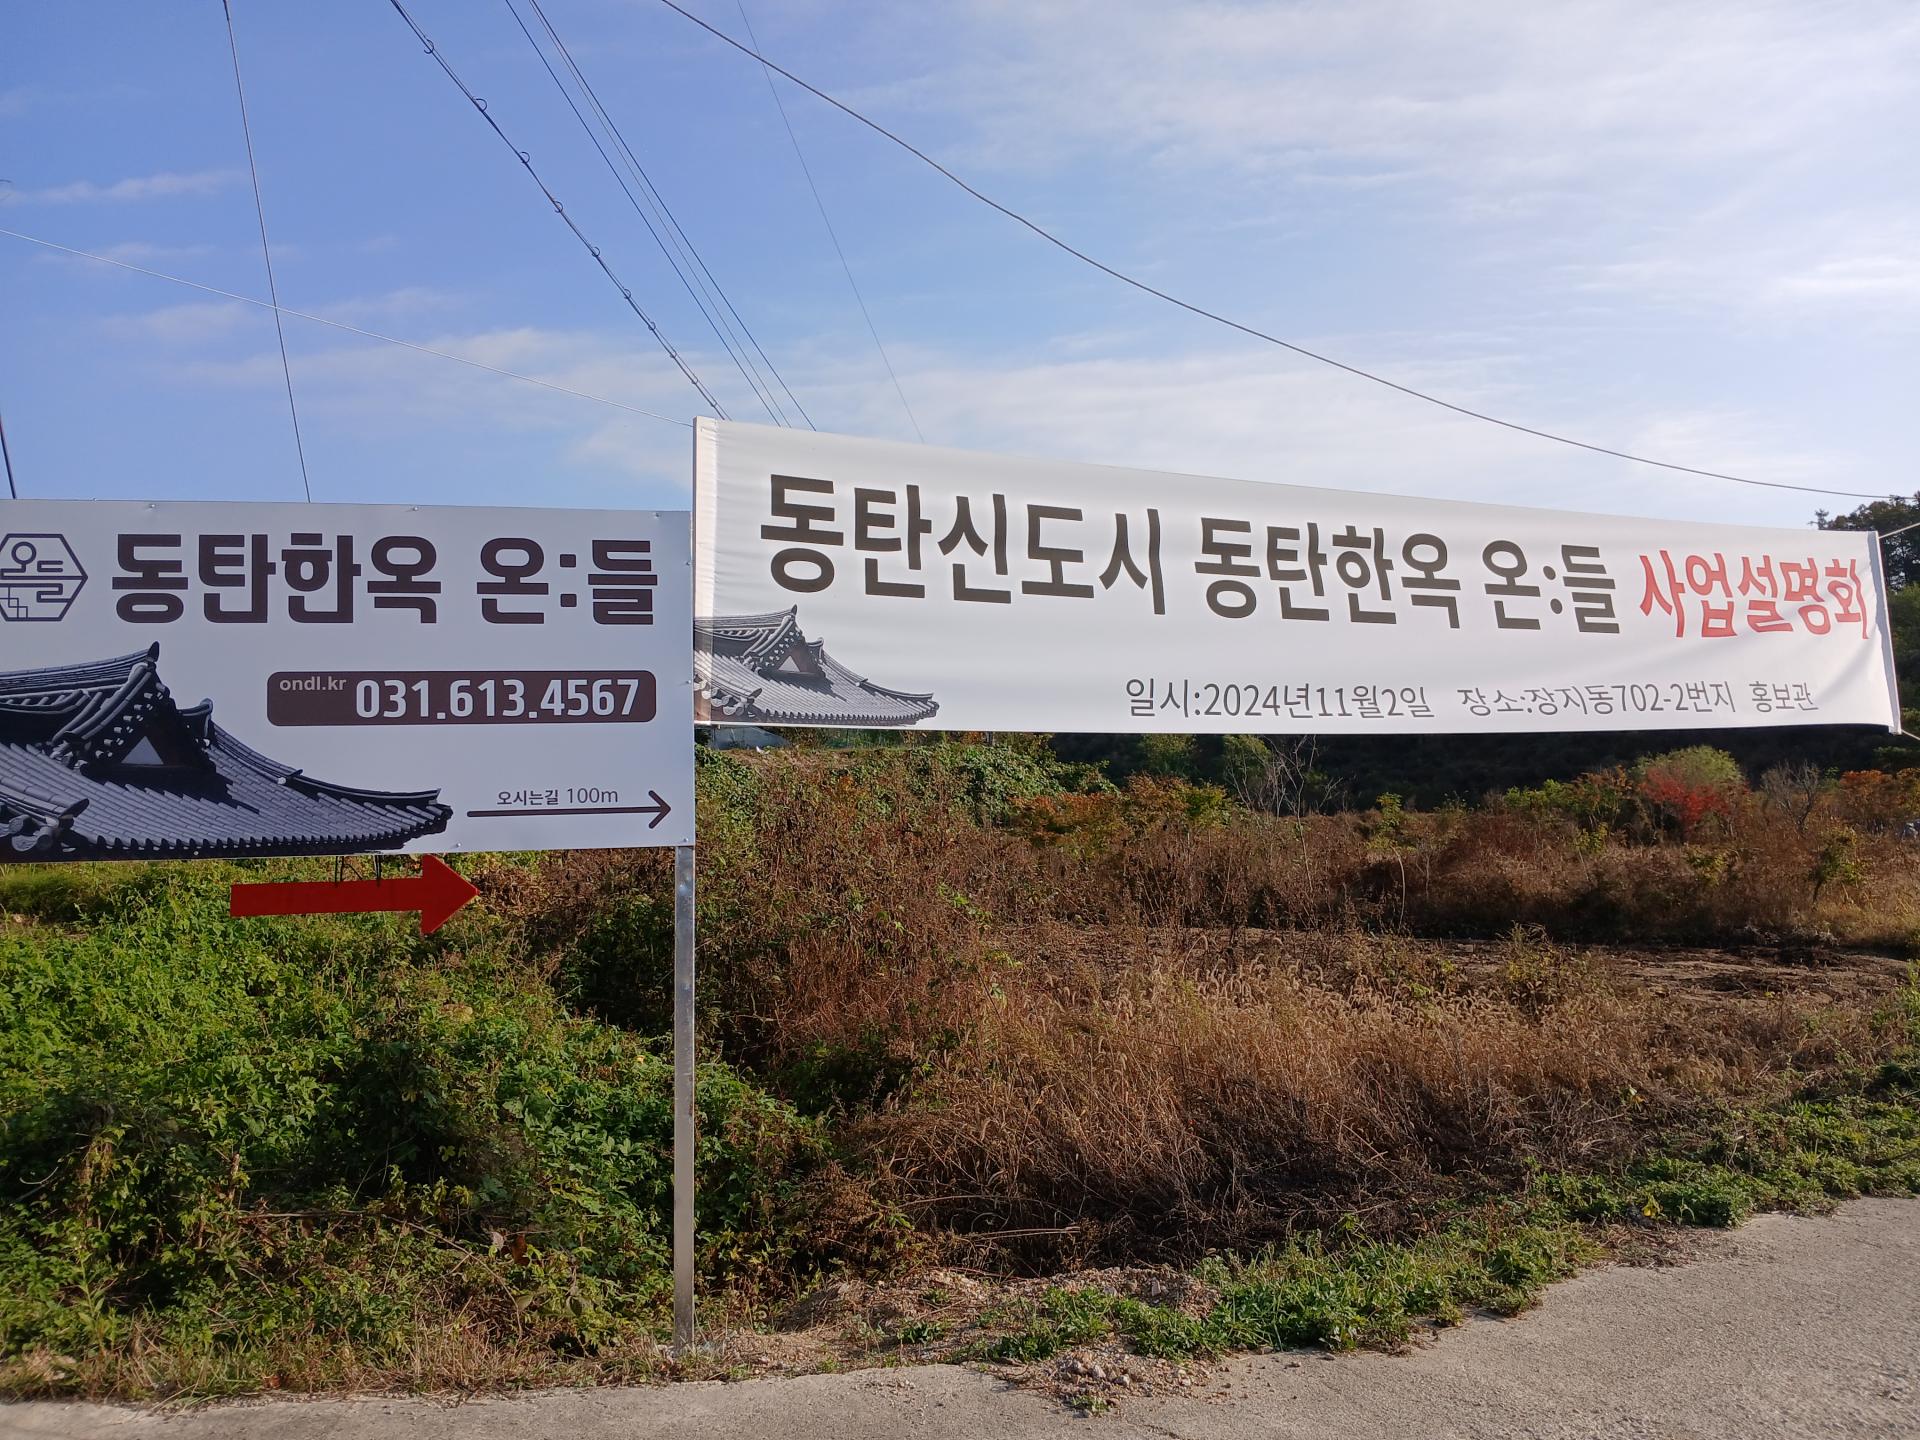 온들
동탄한옥 온:들
ondl.kr 031.613.4567
오시는길 100m
동탄신도시 동탄한옥 온:들 사업설명회
일시:2024년11월2일 장소:장지동702-2번지 홍보관